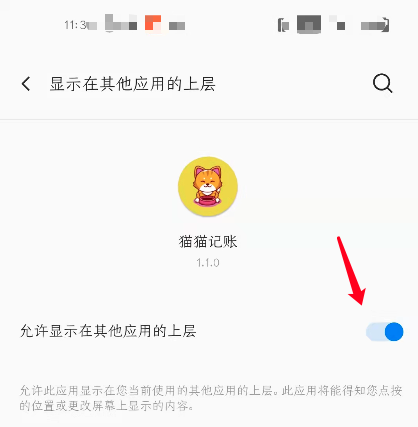 11:3
显示在其他应用的上层
猫猫记账
1.1.0
允许显示在其他应用的上层
允许此应用显示在您当前使用的其他应用的上层。此应用将能得知您点按
的位置或更改屏幕上显示的内容。